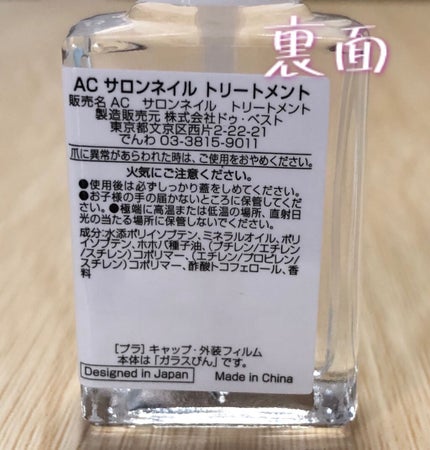 裏面
AC サロンネイル トリートメント
販売名 AC サロンネイル トリートメント
製造販売元 株式会社ドゥ・ベスト
東京都文京区西片2-22-21
でんわ 03-3815-9011
爪に異常があらわれた時は、ご使用をおやめください。
火気にご注意ください。
●使用後は必ずしっかり蓋をしめてください。
●お子様の手の届かないところに保管してくだ
さい。●極端に高温または低温の場所、直射日
光の当たる場所に保管しないでください。
成分:水添ポリイソブテン、ミネラルオイル、ポリ
イソブテン、ホホバ種子油、(ブチレン/エチレン
/スチレン)コポリマー、(エチレン/プロピレン/
スチレン)コポリマー、酢酸トコフェロール、香
料
[プラ] キャップ・外装フィルム
本体は「ガラスびん」です。
Designed in Japan
Made in China